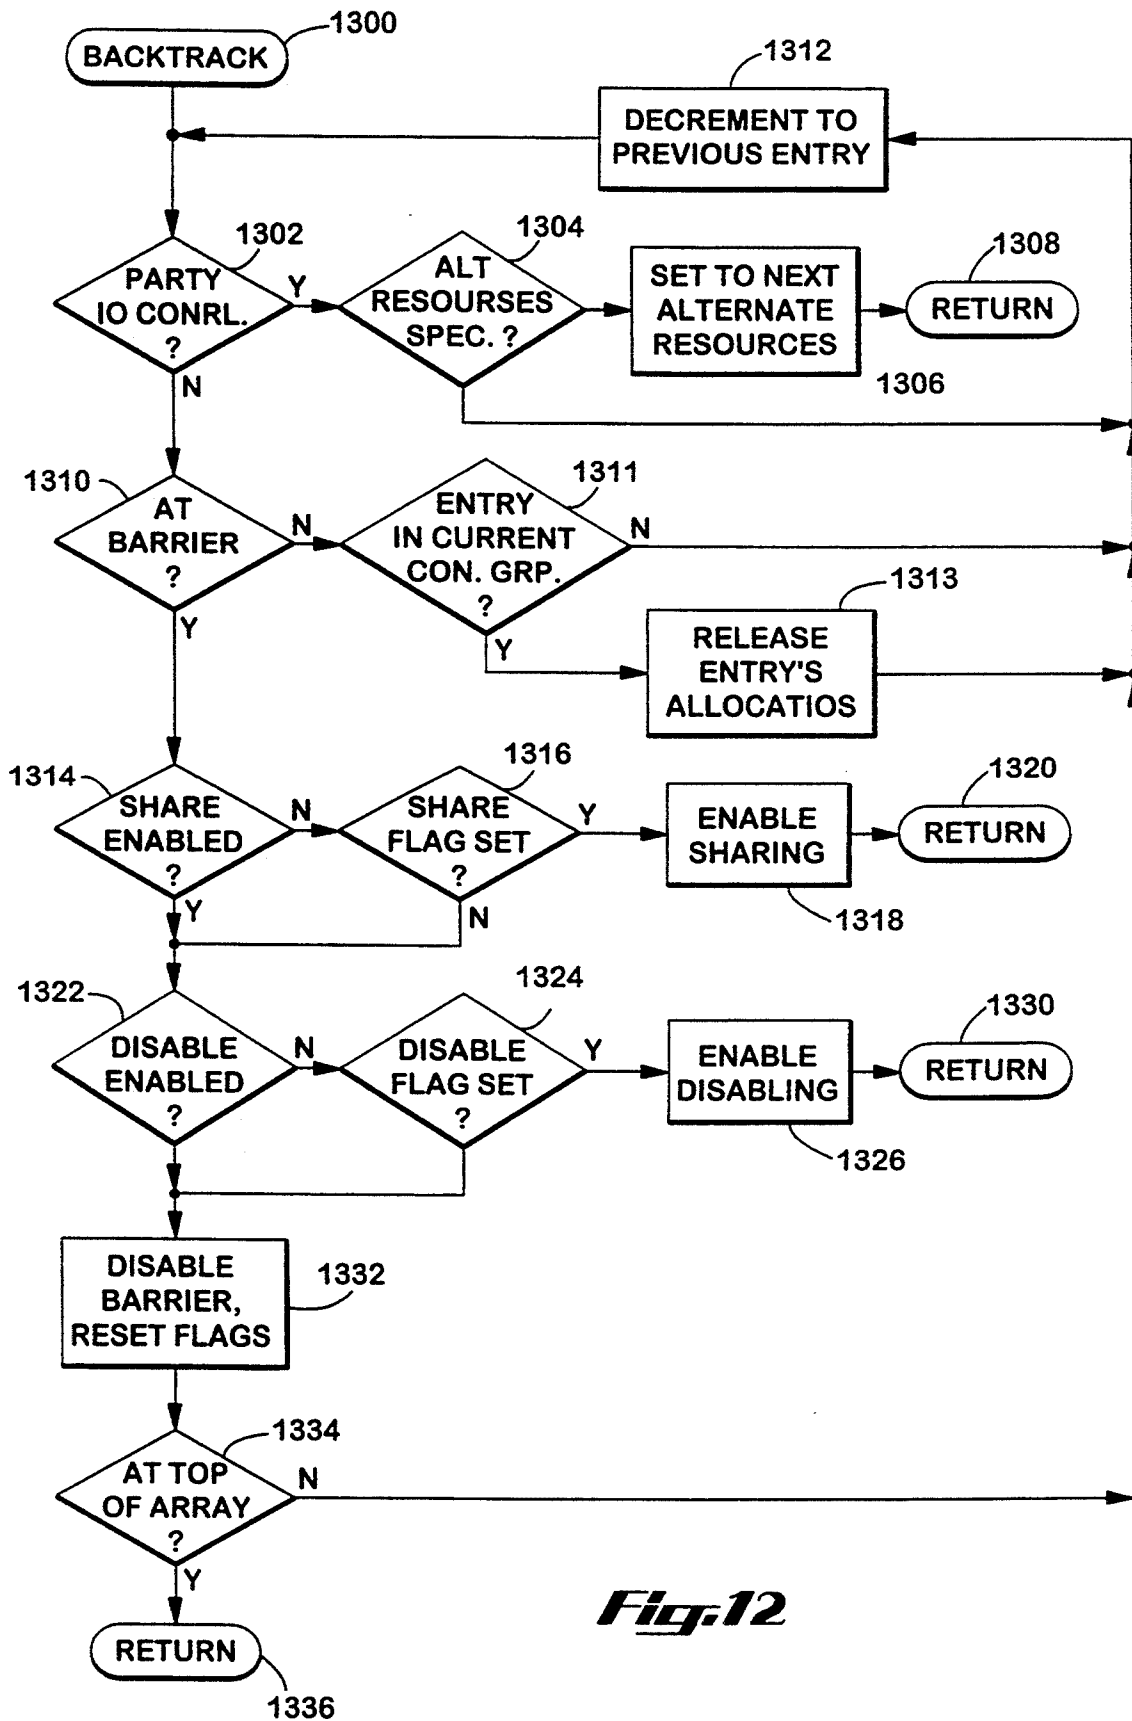 BACKTRACK
1300
1312
DECREMENT TO
PREVIOUS ENTRY
1302
PARTY
IO CONRL.
?
Y
N
1304
ALT
RESOURSES
SPEC. ?
SET TO NEXT
ALTERNATE
RESOURCES
1306
1308
RETURN
1310
AT
BARRIER
?
N
Y
1311
ENTRY
IN CURRENT
CON. GRP.
?
N
Y
1313
RELEASE
ENTRY'S
ALLOCATIOS
1314
SHARE
ENABLED
?
N
Y
1316
SHARE
FLAG SET
?
Y
N
ENABLE
SHARING
1318
1320
RETURN
1322
DISABLE
ENABLED
?
N
1324
DISABLE
FLAG SET
?
Y
ENABLE
DISABLING
1326
1330
RETURN
DISABLE
BARRIER,
RESET FLAGS
1332
1334
AT TOP
OF ARRAY
?
N
Y
RETURN
1336
Fig.12